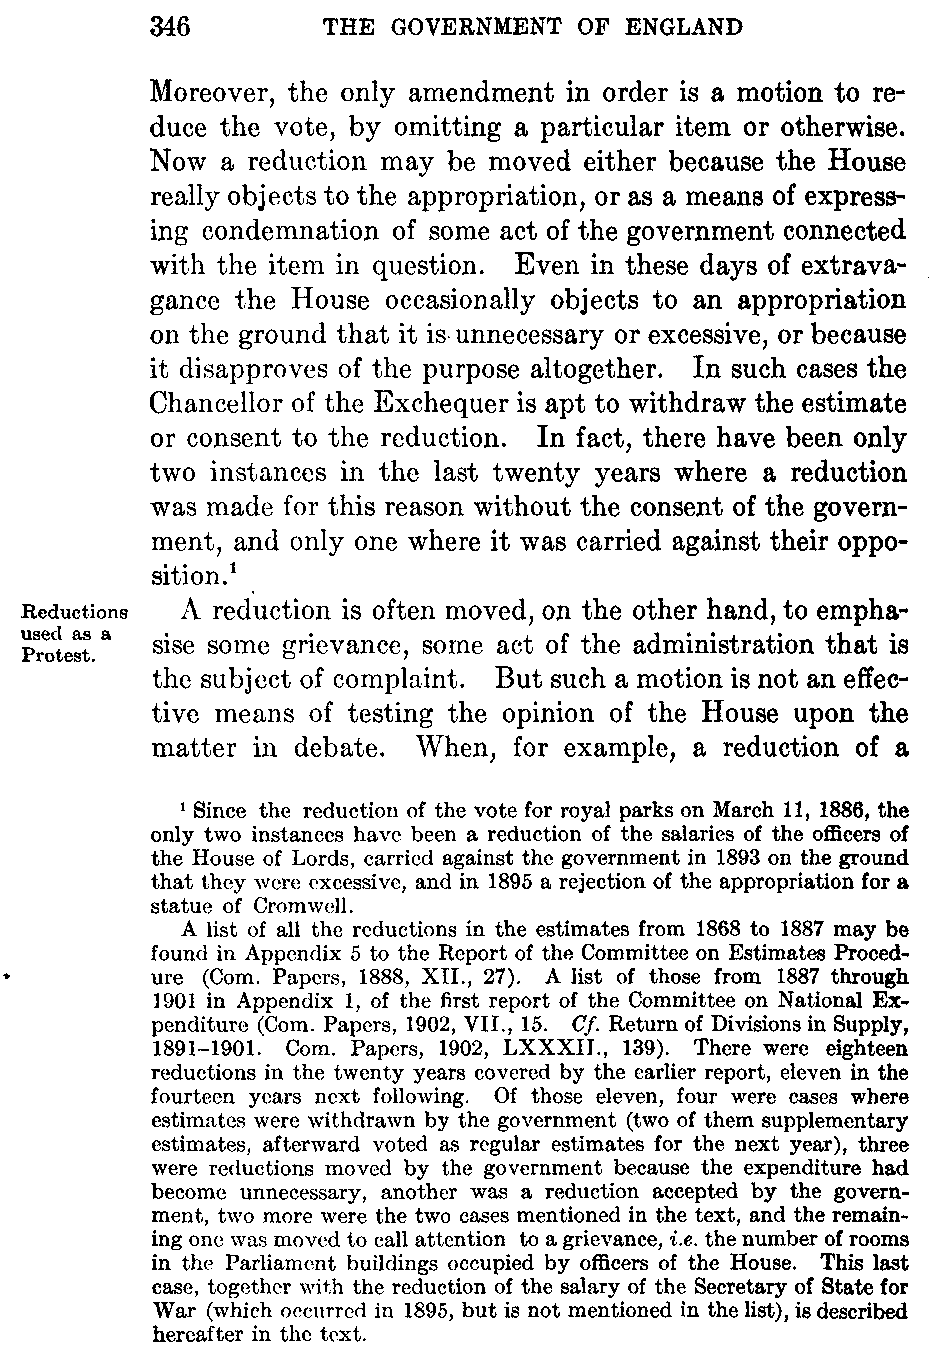 346 THE GOVERNMENT OF ENGLAND
Moreover, the only amendment in order is a motion to re-
duce the vote, by omitting a particular item or otherwise.
Now a reduction may be moved either because the House
really objects to the appropriation, or as a means of express-
ing condemnation of some act of the government connected
with the item in question. Even in these days of extrava-
gance the House occasionally objects to an appropriation
on the ground that it is unnecessary or excessive, or because
it disapproves of the purpose altogether. In such cases the
Chancellor of the Exchequer is apt to withdraw the estimate
or consent to the reduction. In fact, there have been only
two instances in the last twenty years where a reduction
was made for this reason without the consent of the govern-
ment, and only one where it was carried against their oppo-
sition.¹
Reductions
used as a
Protest.
A reduction is often moved, on the other hand, to empha-
sise some grievance, some act of the administration that is
the subject of complaint. But such a motion is not an effec-
tive means of testing the opinion of the House upon the
matter in debate. When, for example, a reduction of a
¹ Since the reduction of the vote for royal parks on March 11, 1886, the
only two instances have been a reduction of the salaries of the officers of
the House of Lords, carried against the government in 1893 on the ground
that they were excessive, and in 1895 a rejection of the appropriation for a
statue of Cromwell.
A list of all the reductions in the estimates from 1868 to 1887 may be
found in Appendix 5 to the Report of the Committee on Estimates Proced-
ure (Com. Papers, 1888, XII., 27). A list of those from 1887 through
1901 in Appendix 1, of the first report of the Committee on National Ex-
penditure (Com. Papers, 1902, VII., 15. Cf. Return of Divisions in Supply,
1891–1901. Com. Papers, 1902, LXXXII., 139). There were eighteen
reductions in the twenty years covered by the earlier report, eleven in the
fourteen years next following. Of those eleven, four were cases where
estimates were withdrawn by the government (two of them supplementary
estimates, afterward voted as regular estimates for the next year), three
were reductions moved by the government because the expenditure had
become unnecessary, another was a reduction accepted by the govern-
ment, two more were the two cases mentioned in the text, and the remain-
ing one was moved to call attention to a grievance, i.e. the number of rooms
in the Parliament buildings occupied by officers of the House. This last
case, together with the reduction of the salary of the Secretary of State for
War (which occurred in 1895, but is not mentioned in the list), is described
hereafter in the text.